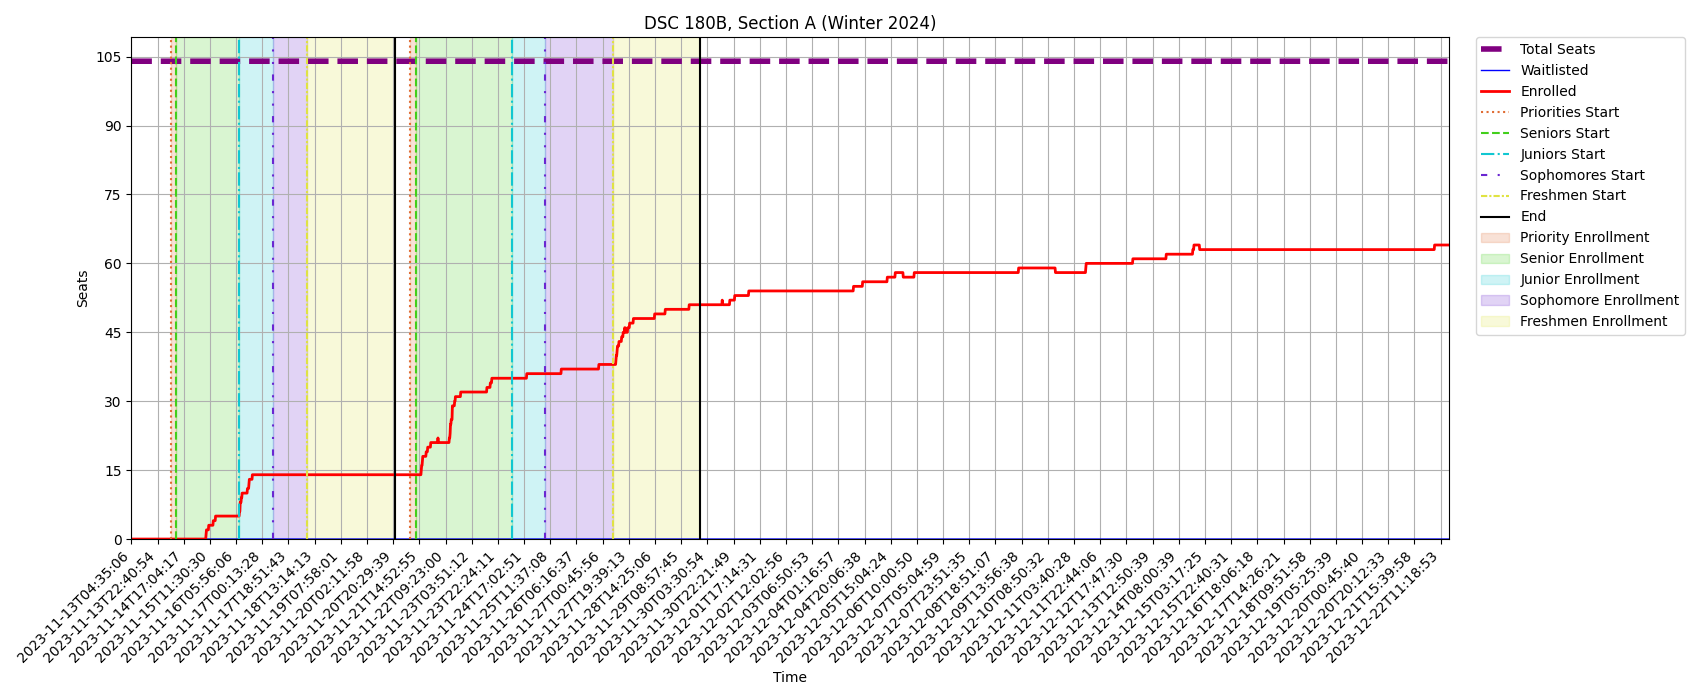 DSC 180B, Section A (Winter 2024)
Seats
105
90
75
60
45
30
15
0
2023-11-13T04:35:06
2023-11-13T22:40:54
2023-11-14T17:04:17
2023-11-15T11:30:30
2023-11-16T05:56:06
2023-11-17T00:13:28
2023-11-17T18:51:43
2023-11-18T13:14:13
2023-11-19T07:58:01
2023-11-20T02:11:58
2023-11-20T20:29:39
2023-11-21T14:52:55
2023-11-22T09:23:00
2023-11-23T03:51:12
2023-11-23T22:24:11
2023-11-24T17:02:51
2023-11-25T11:37:08
2023-11-26T06:16:37
2023-11-27T00:45:56
2023-11-27T19:39:13
2023-11-28T14:25:06
2023-11-29T08:57:45
2023-11-30T03:30:54
2023-11-30T22:21:49
2023-12-01T17:14:31
2023-12-02T12:02:56
2023-12-03T06:50:53
2023-12-04T01:16:57
2023-12-04T20:06:38
2023-12-05T15:04:24
2023-12-06T10:00:50
2023-12-07T05:04:59
2023-12-07T23:51:35
2023-12-08T18:51:07
2023-12-09T13:56:38
2023-12-10T08:50:32
2023-12-11T03:40:28
2023-12-11T22:44:06
2023-12-12T17:47:30
2023-12-13T12:50:39
2023-12-14T08:00:39
2023-12-15T03:17:25
2023-12-15T22:40:31
2023-12-16T18:06:18
2023-12-17T14:26:21
2023-12-18T09:51:58
2023-12-19T05:25:39
2023-12-20T00:45:40
2023-12-20T20:12:33
2023-12-21T15:39:58
2023-12-22T11:18:53
Time
Total Seats
Waitlisted
Enrolled
Priorities Start
Seniors Start
Juniors Start
Sophomores Start
Freshmen Start
End
Priority Enrollment
Senior Enrollment
Junior Enrollment
Sophomore Enrollment
Freshmen Enrollment